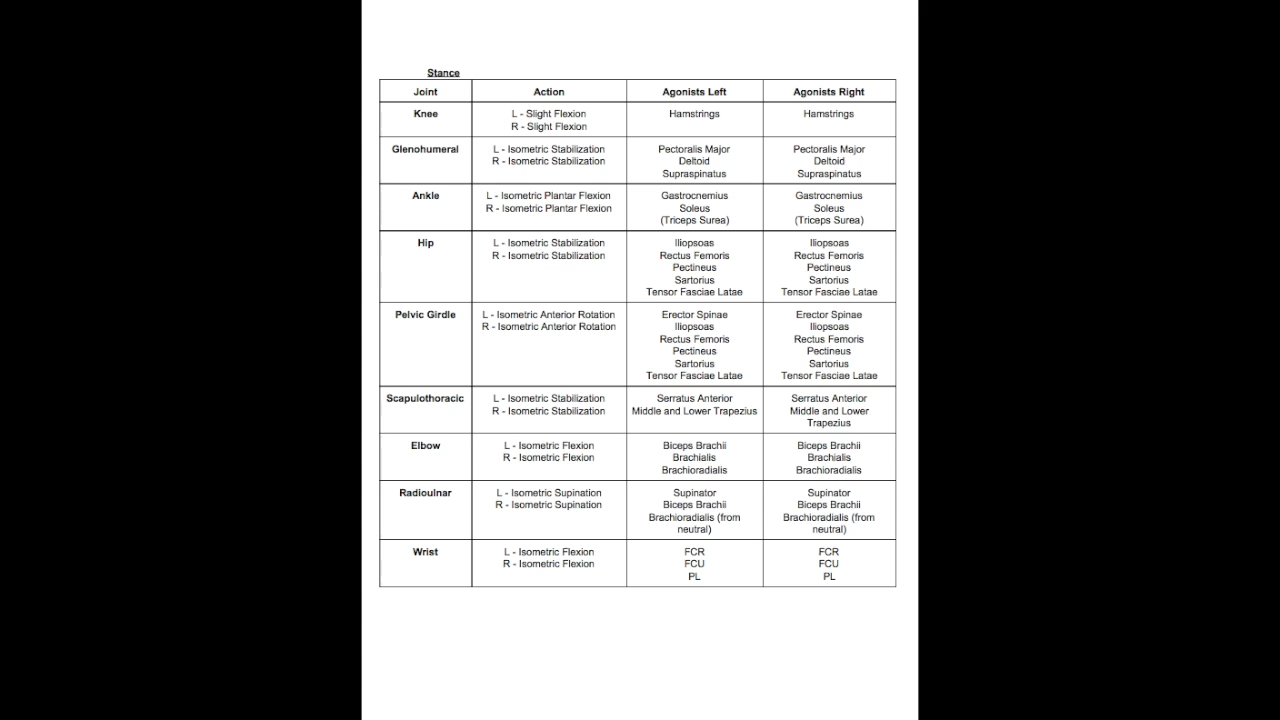 Stance
Joint Action Agonists Left Agonists Right
Knee L - Slight Flexion Hamstrings Hamstrings
R - Slight Flexion
Glenohumeral L - Isometric Stabilization Pectoralis Major Pectoralis Major
R - Isometric Stabilization Deltoid Deltoid
Supraspinatus Supraspinatus
Ankle L - Isometric Plantar Flexion Gastrocnemius Gastrocnemius
R - Isometric Plantar Flexion Soleus Soleus
(Triceps Surea) (Triceps Surea)
Hip L - Isometric Stabilization Iliopsoas Iliopsoas
R - Isometric Stabilization Rectus Femoris Rectus Femoris
Pectineus Pectineus
Sartorius Sartorius
Tensor Fasciae Latae Tensor Fasciae Latae
Pelvic Girdle L - Isometric Anterior Rotation Erector Spinae Erector Spinae
R - Isometric Anterior Rotation Iliopsoas Iliopsoas
Rectus Femoris Rectus Femoris
Pectineus Pectineus
Sartorius Sartorius
Tensor Fasciae Latae Tensor Fasciae Latae
Scapulothoracic L - Isometric Stabilization Serratus Anterior Serratus Anterior
R - Isometric Stabilization Middle and Lower Trapezius Middle and Lower
Trapezius
Elbow L - Isometric Flexion Biceps Brachii Biceps Brachii
R - Isometric Flexion Brachialis Brachialis
Brachioradialis Brachioradialis
Radioulnar L - Isometric Supination Supinator Supinator
R - Isometric Supination Biceps Brachii Biceps Brachii
Brachioradialis (from Brachioradialis (from
neutral) neutral)
Wrist L - Isometric Flexion FCR FCR
R - Isometric Flexion FCU FCU
PL PL